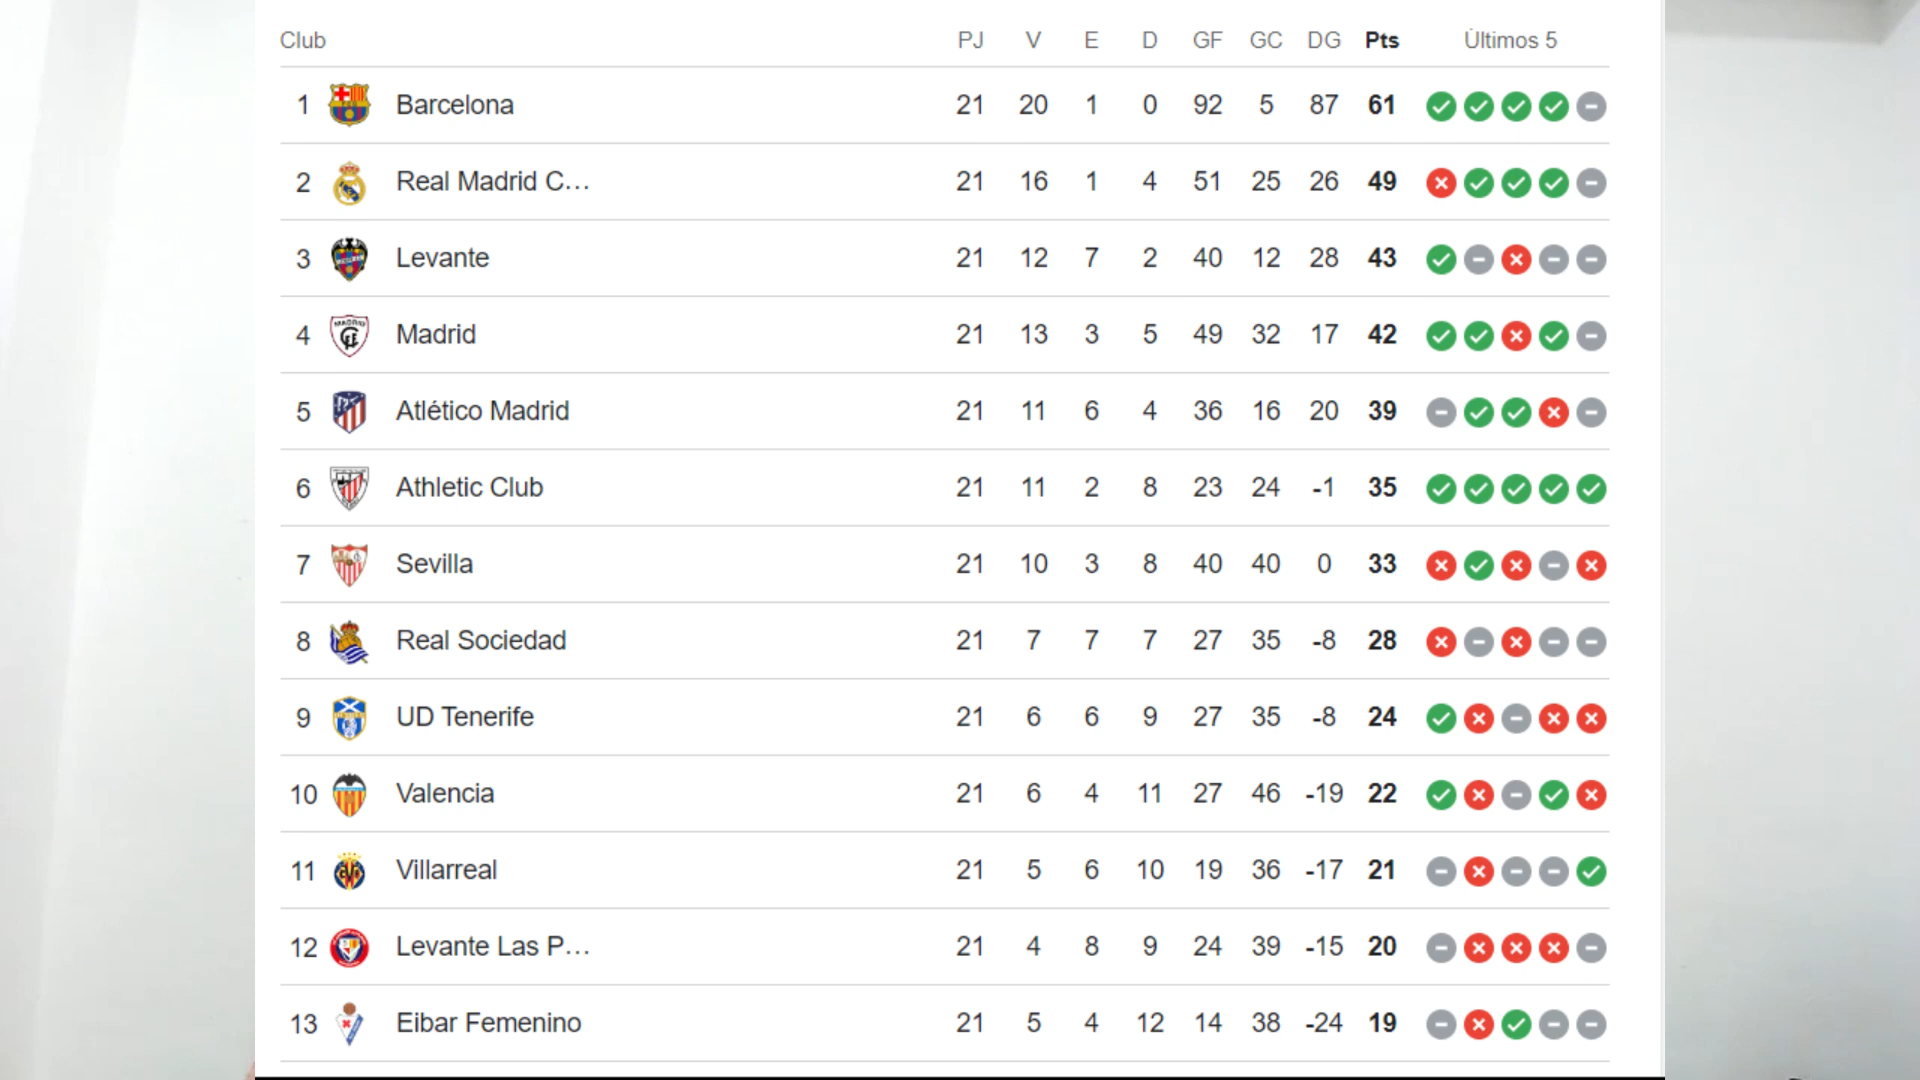 Club PJ V E D GF GC DG Pts Últimos 5
1 Barcelona 21 20 1 0 92 5 87 61
2 Real Madrid C... 21 16 1 4 51 25 26 49
3 Levante 21 12 7 2 40 12 28 43
4 Madrid 21 13 3 5 49 32 17 42
5 Atlético Madrid 21 11 6 4 36 16 20 39
6 Athletic Club 21 11 2 8 23 24 -1 35
7 Sevilla 21 10 3 8 40 40 0 33
8 Real Sociedad 21 7 7 7 27 35 -8 28
9 UD Tenerife 21 6 6 9 27 35 -8 24
10 Valencia 21 6 4 11 27 46 -19 22
11 Villarreal 21 5 6 10 19 36 -17 21
12 Levante Las P... 21 4 8 9 24 39 -15 20
13 Eibar Femenino 21 5 4 12 14 38 -24 19